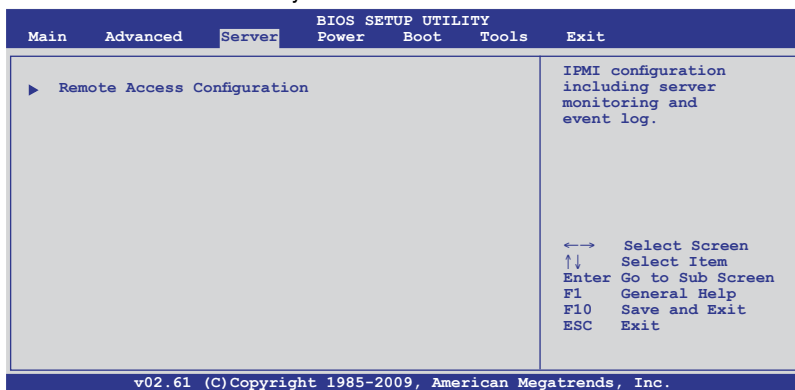 BIOS SETUP UTILITY
Main Advanced Server Power Boot Tools Exit
▶ Remote Access Configuration
IPMI configuration
including server
monitoring and
event log.
←→ Select Screen
↑↓ Select Item
Enter Go to Sub Screen
F1 General Help
F10 Save and Exit
ESC Exit
v02.61 (C)Copyright 1985-2009, American Megatrends, Inc.